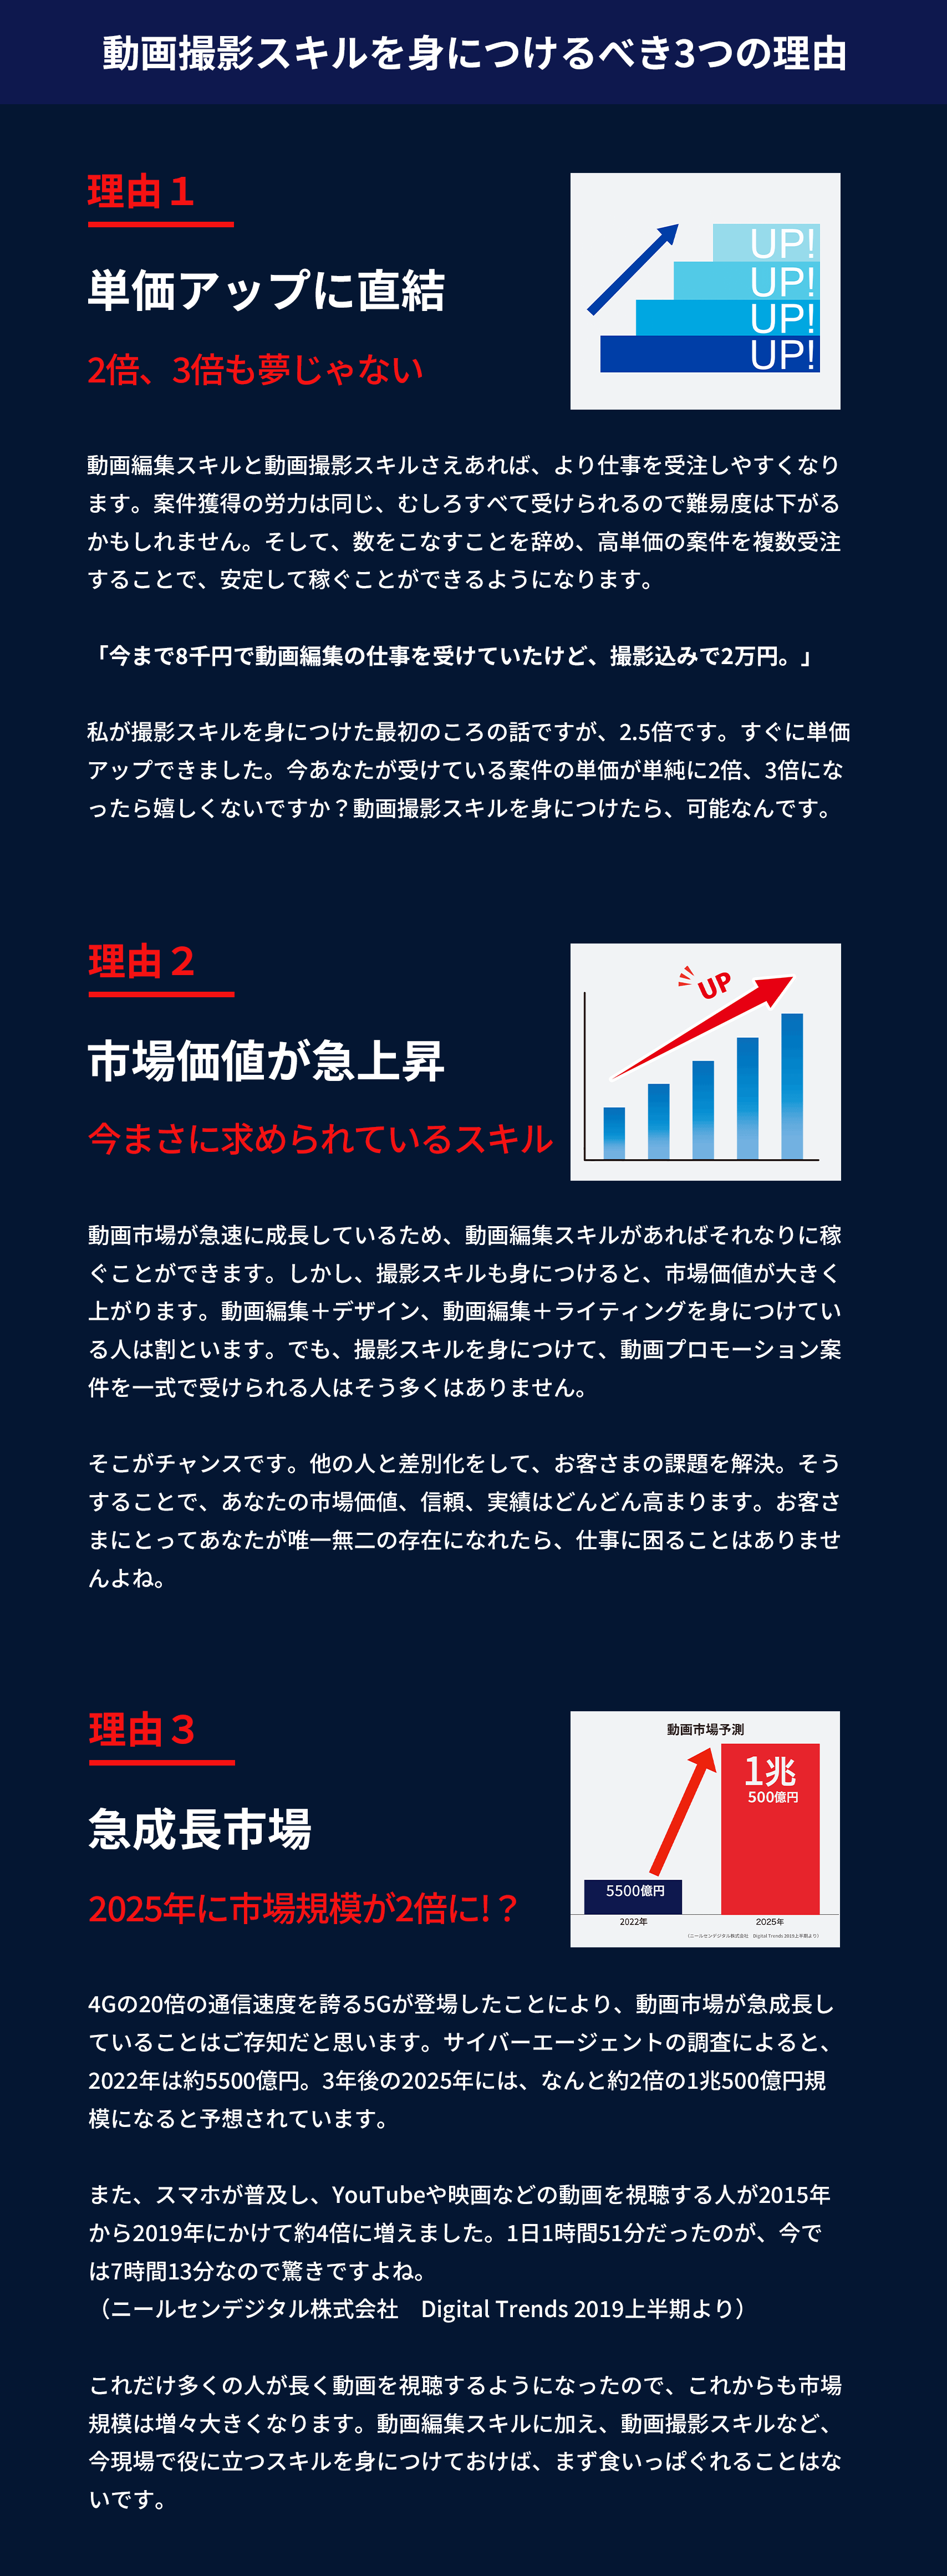 動画撮影スキルを身につけるべき3つの理由
理由１
単価アップに直結
2倍、3倍も夢じゃない
UP!
UP!
UP!
UP!
動画編集スキルと動画撮影スキルさえあれば、より仕事を受注しやすくなり
ます。案件獲得の労力は同じ、むしろすべて受けられるので難易度は下がる
かもしれません。そして、数をこなすことを辞め、高単価の案件を複数受注
することで、安定して稼ぐことができるようになります。
「今まで8千円で動画編集の仕事を受けていたけど、撮影込みで2万円。」
私が撮影スキルを身につけた最初のころの話ですが、2.5倍です。すぐに単価
アップできました。今あなたが受けている案件の単価が単純に2倍、3倍にな
ったら嬉しくないですか？動画撮影スキルを身につけたら、可能なんです。
理由２
市場価値が急上昇
今まさに求められているスキル
UP
動画市場が急速に成長しているため、動画編集スキルがあればそれなりに稼
ぐことができます。しかし、撮影スキルも身につけると、市場価値が大きく
上がります。動画編集＋デザイン、動画編集＋ライティングを身につけてい
る人は割といます。でも、撮影スキルを身につけて、動画プロモーション案
件を一式で受けられる人はそう多くはありません。
そこがチャンスです。他の人と差別化をして、お客さまの課題を解決。そう
することで、あなたの市場価値、信頼、実績はどんどん高まります。お客さ
まにとってあなたが唯一無二の存在になれたら、仕事に困ることはありませ
んよね。
理由３
急成長市場
2025年に市場規模が2倍に!？
動画市場予測
1兆
500億円
5500億円
2022年
2025年
（ニールセンデジタル株式会社　Digital Trends 2019上半期より）
4Gの20倍の通信速度を誇る5Gが登場したことにより、動画市場が急成長し
ていることはご存知だと思います。サイバーエージェントの調査によると、
2022年は約5500億円。3年後の2025年には、なんと約2倍の1兆500億円規
模になると予想されています。
また、スマホが普及し、YouTubeや映画などの動画を視聴する人が2015年
から2019年にかけて約4倍に増えました。1日1時間51分だったのが、今で
は7時間13分なので驚きですよね。
（ニールセンデジタル株式会社　Digital Trends 2019上半期より）
これだけ多くの人が長く動画を視聴するようになったので、これからも市場
規模は増々大きくなります。動画編集スキルに加え、動画撮影スキルなど、
今現場で役に立つスキルを身につけておけば、まず食いっぱぐれることはな
いです。